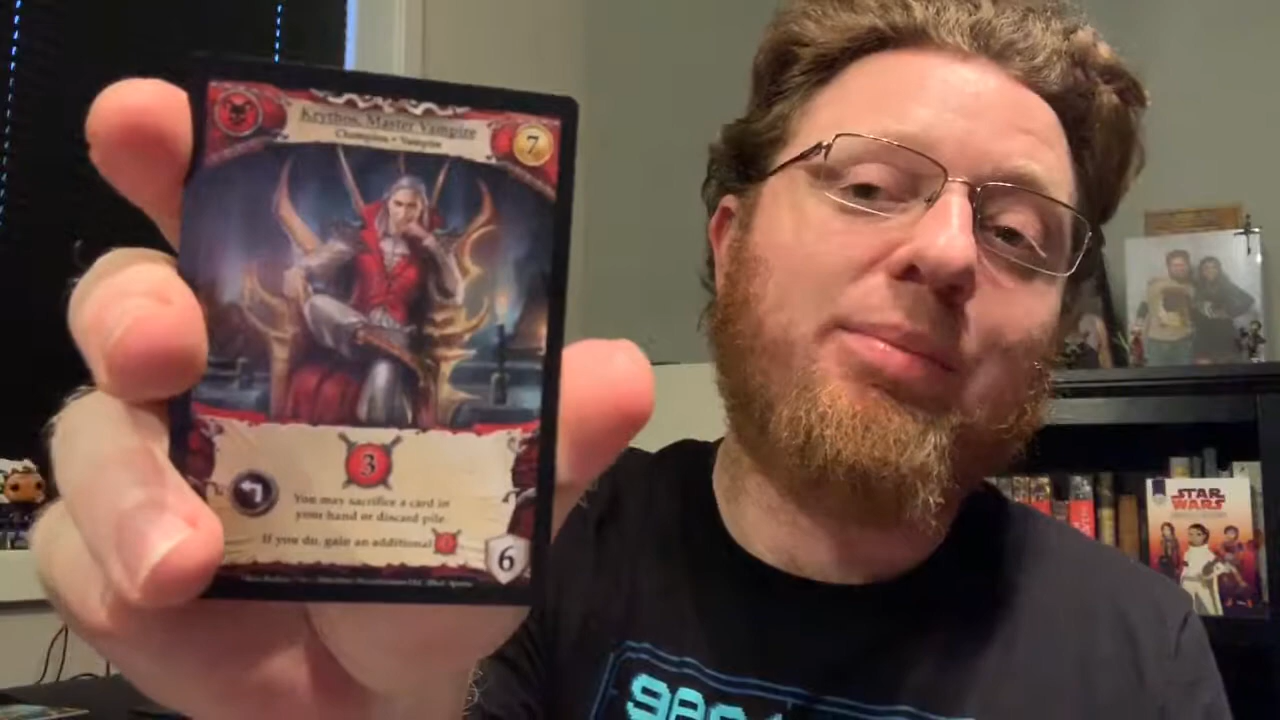 Krythos, Master Vampire
Champion • Vampire
7
3
You may sacrifice a card in
your hand or discard pile.
If you do, gain an additional
6
STAR
WARS